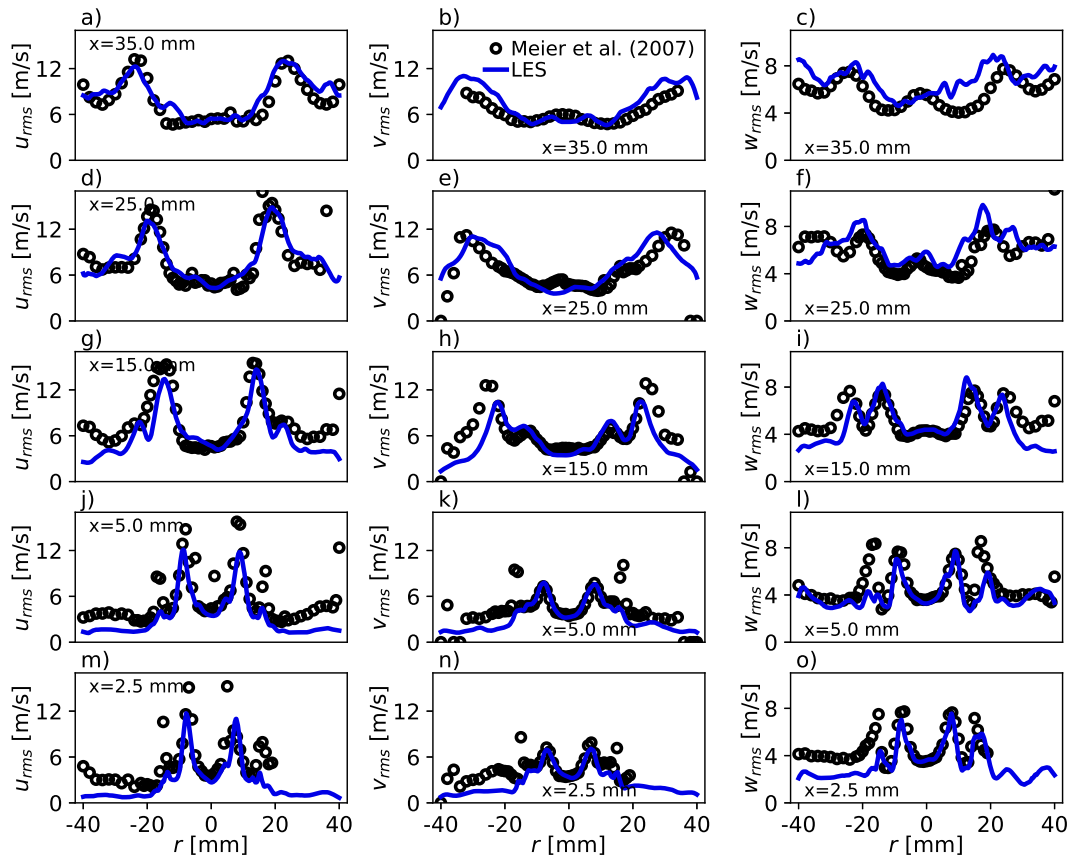 a) b) c)
x=35.0 mm
Meier et al. (2007)
LES
u_rms [m/s] v_rms [m/s] w_rms [m/s]
12 12 8
6 6 4
0 0 0
x=35.0 mm x=35.0 mm
d) e) f)
x=25.0 mm
u_rms [m/s] v_rms [m/s] w_rms [m/s]
12 12 8
6 6 4
0 0 0
x=25.0 mm x=25.0 mm
g) h) i)
x=15.0 mm
u_rms [m/s] v_rms [m/s] w_rms [m/s]
12 12 8
6 6 4
0 0 0
x=15.0 mm x=15.0 mm
j) k) l)
x=5.0 mm
u_rms [m/s] v_rms [m/s] w_rms [m/s]
12 12 8
6 6 4
0 0 0
x=5.0 mm x=5.0 mm
m) n) o)
x=2.5 mm
u_rms [m/s] v_rms [m/s] w_rms [m/s]
12 12 8
6 6 4
0 0 0
x=2.5 mm x=2.5 mm
-40 -20 0 20 40 -40 -20 0 20 40 -40 -20 0 20 40
r [mm] r [mm] r [mm]